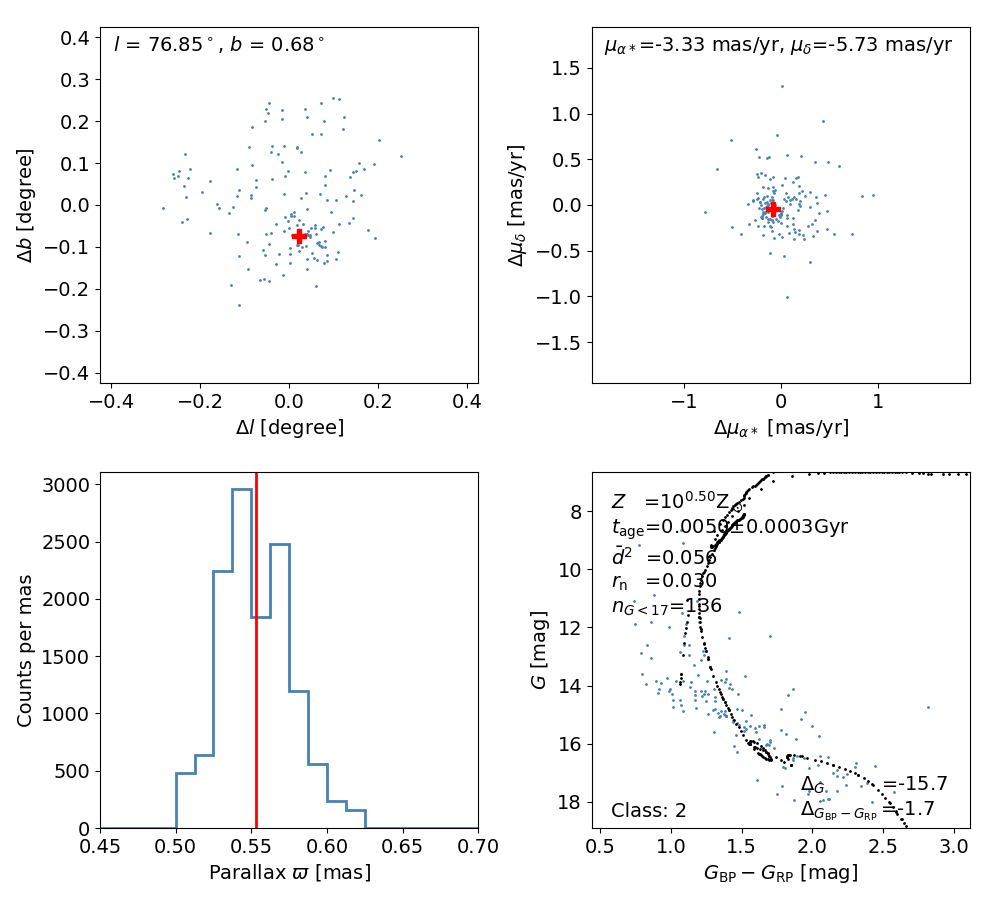 l = 76.85°, b = 0.68°
0.4
0.3
0.2
0.1
0.0
−0.1
−0.2
−0.3
−0.4
Δb [degree]
−0.4 −0.2 0.0 0.2 0.4
Δl [degree]
μα*=-3.33 mas/yr, μδ=-5.73 mas/yr
1.5
1.0
0.5
0.0
−0.5
−1.0
−1.5
Δμδ [mas/yr]
−1 0 1
Δμα* [mas/yr]
3000
2500
2000
1500
1000
500
0
Counts per mas
0.45 0.50 0.55 0.60 0.65 0.70
Parallax ϖ [mas]
Z =10^0.50Z
tage=0.0050±0.0003Gyr
d̄² =0.056
rn =0.030
nG<17=136
8
10
12
14
16
18
G [mag]
ΔG =-15.7
ΔGBP−GRP=-1.7
Class: 2
0.5 1.0 1.5 2.0 2.5 3.0
GBP − GRP [mag]